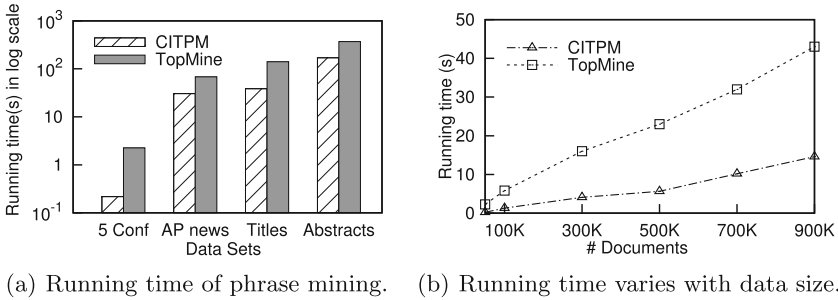 Running time(s) in log scale
10^3
10^2
10
1
10^-1
CITPM
TopMine
5 Conf AP news Titles Abstracts
Data Sets
(a) Running time of phrase mining.
Running time (s)
50
40
30
20
10
0
CITPM
TopMine
100K 300K 500K 700K 900K
# Documents
(b) Running time varies with data size.